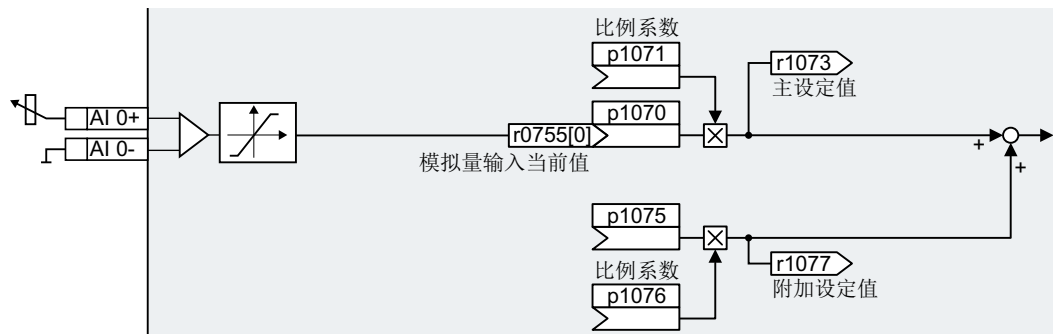 比例系数
p1071
r1073
主设定值
AI 0+
p1070
r0755[0]
模拟量输入当前值
AI 0-
+
+
p1075
r1077
附加设定值
比例系数
p1076